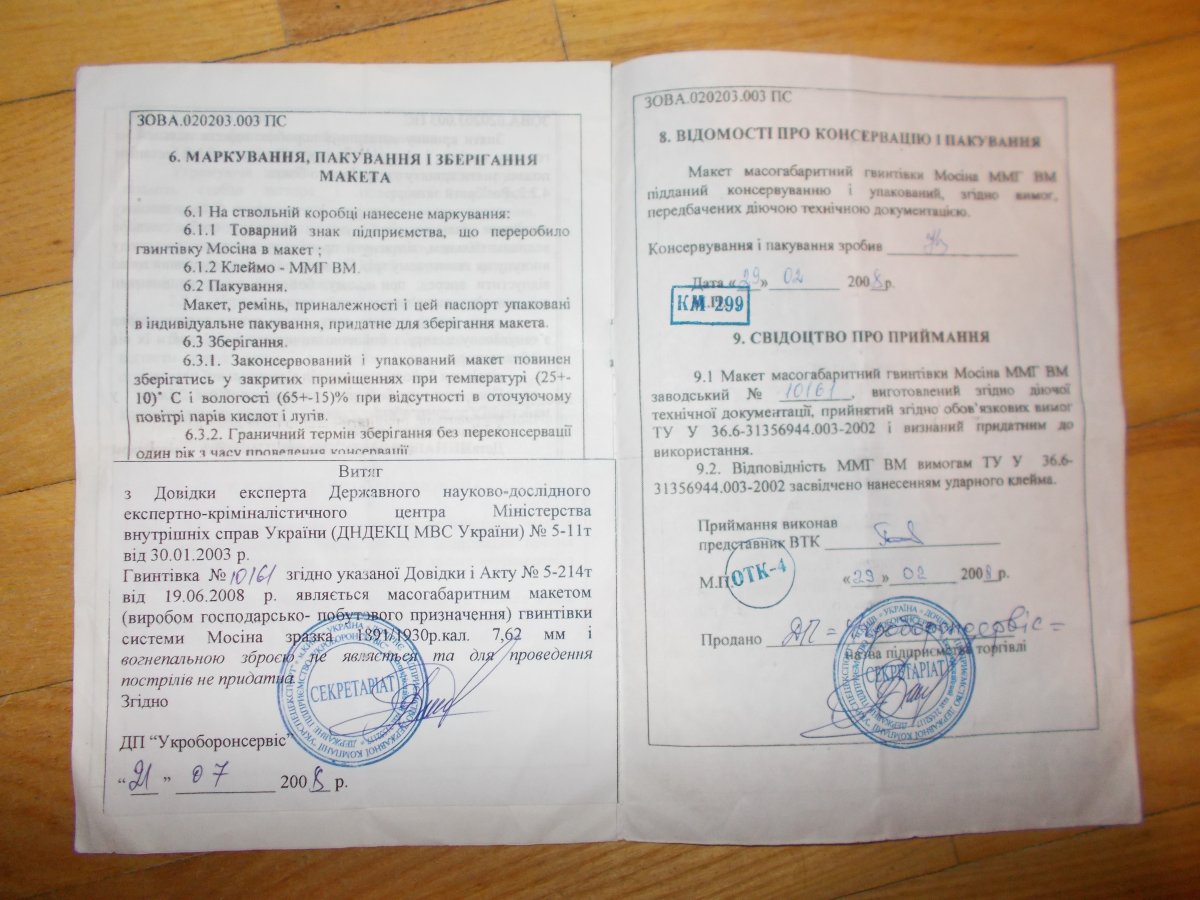 ЗОВА.020203.003 ПС
6. МАРКУВАННЯ, ПАКУВАННЯ І ЗБЕРІГАННЯ
МАКЕТА
6.1 На ствольній коробці нанесене маркування:
6.1.1 Товарний знак підприємства, що переробило
гвинтівку Мосіна в макет ;
6.1.2 Клеймо - ММГ ВМ.
6.2 Пакування.
Макет, ремінь, приналежності і цей паспорт упаковані
в індивідуальне пакування, придатне для зберігання макета.
6.3 Зберігання.
6.3.1. Законсервований і упакований макет повинен
зберігатись у закритих приміщеннях при температурі (25+-
10)° С і вологості (65+-15)% при відсутності в оточуючому
повітрі парів кислот і лугів.
6.3.2. Граничний термін зберігання без переконсервації
один рік з часу проведення консервації
Витяг
з Довідки експерта Державного науково-дослідного
експертно-криміналістичного центра Міністерства
внутрішніх справ України (ДНДЕКЦ МВС України) № 5-11т
від 30.01.2003 р.
Гвинтівка № 10161 згідно указаної Довідки і Акту № 5-214т
від 19.06.2008 р. являється масогабаритним макетом
(виробом господарсько- побутового призначення) гвинтівки
системи Мосіна зразка 1891/1930р.кал. 7,62 мм і
вогнепальною зброєю не являється та для проведення
пострілів не придатна
Згідно
СЕКРЕТАРІАТ
ДП "Укроборонсервіс"
"21" 07 2008 р.
ЗОВА.020203.003 ПС
8. ВІДОМОСТІ ПРО КОНСЕРВАЦІЮ І ПАКУВАННЯ
Макет масогабаритний гвинтівки Мосіна ММГ ВМ
підданий консервуванню і упакований, згідно вимог,
передбачених діючою технічною документацією.
Консервування і пакування зробив
Дата «29» 02 2008 р.
М.П.
КМ 299
9. СВІДОЦТВО ПРО ПРИЙМАННЯ
9.1 Макет масогабаритний гвинтівки Мосіна ММГ ВМ
заводський № 10161, виготовлений згідно діючої
технічної документації, прийнятий згідно обов'язкових вимог
ТУ У 36.6-31356944.003-2002 і визнаний придатним до
використання.
9.2. Відповідність ММГ ВМ вимогам ТУ У 36.6-
31356944.003-2002 засвідчено нанесенням ударного клейма.
Приймання виконав
представник ВТК
М.П. ОТК-4 «29» 02 2008 р.
Продано ДП = Укроборонсервіс =
назва підприємства торгівлі
СЕКРЕТАРІАТ